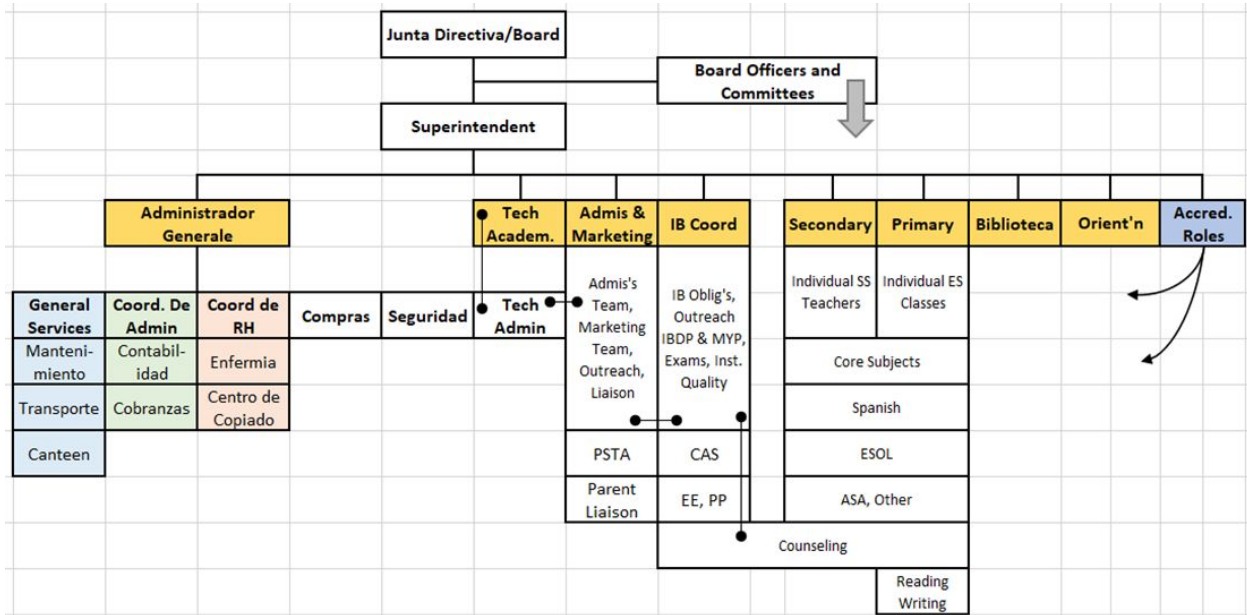 Junta Directiva/Board
Board Officers and
Committees
Superintendent
Administrador
Generale
Tech
Academ.
Admis &
Marketing
IB Coord
Secondary
Primary
Biblioteca
Orient'n
Accred.
Roles
General
Services
Coord. De
Admin
Coord de
RH
Compras
Seguridad
Tech
Admin
Admis's
Team,
Marketing
Team,
Outreach,
Liaison
IB Oblig's,
Outreach
IBDP & MYP,
Exams, Inst.
Quality
Individual SS
Teachers
Individual ES
Classes
Manteni-
miento
Contabil-
idad
Enfermia
Core Subjects
Transporte
Cobranzas
Centro de
Copiado
Spanish
Canteen
PSTA
CAS
ESOL
Parent
Liaison
EE, PP
ASA, Other
Counseling
Reading
Writing